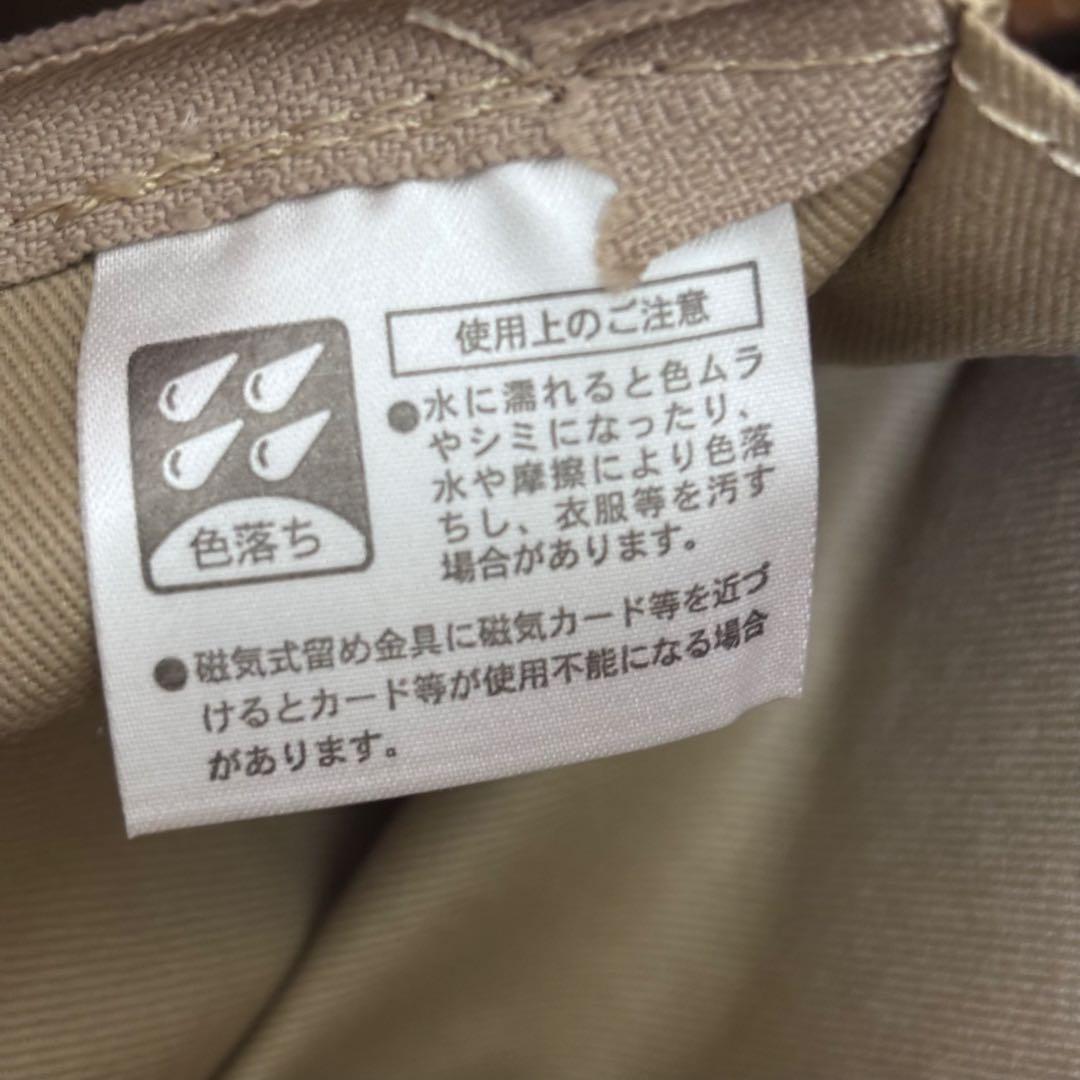 使用上のご注意
●水に濡れると色ムラ
やシミになったり、
水や摩擦により色落
ちし、衣服等を汚す
場合があります。
色落ち
●磁気式留め金具に磁気カード等を近づ
けるとカード等が使用不能になる場合
があります。